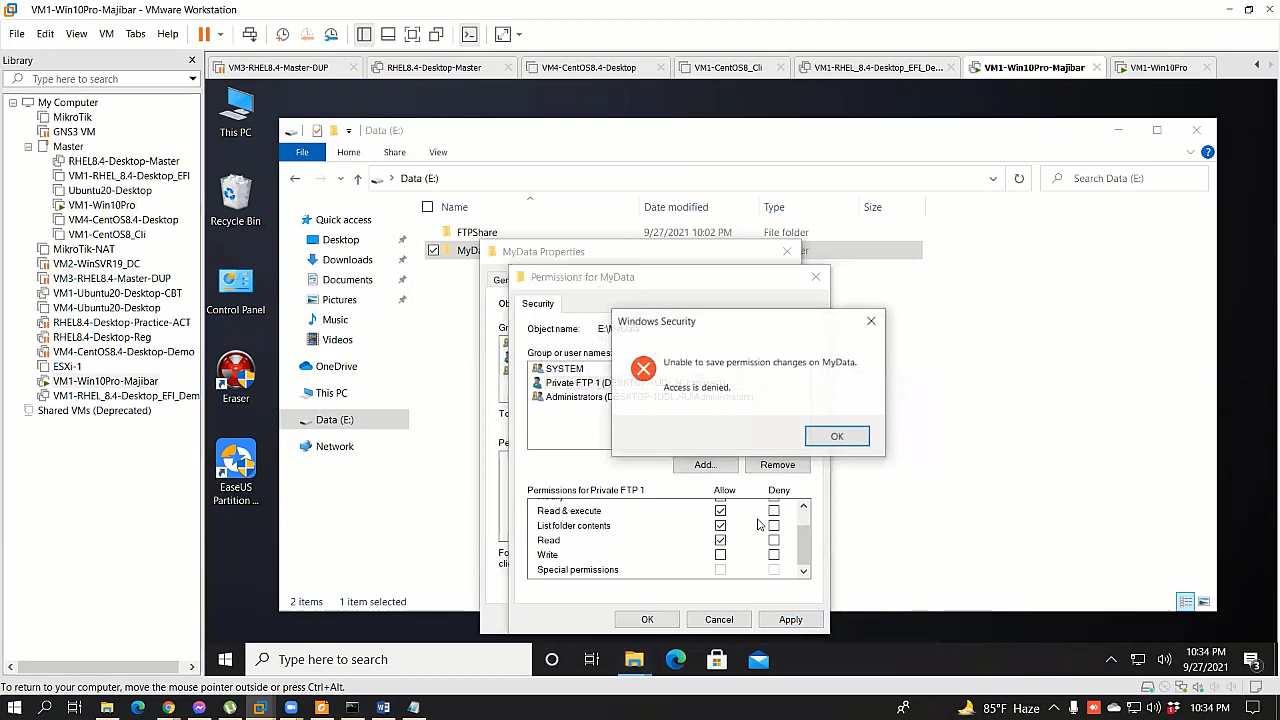 VM1-Win10Pro-Majibar - VMware Workstation
File Edit View VM Tabs Help
Library
Type here to search
My Computer
MikroTik
GNS3 VM
Master
RHEL8.4-Desktop-Master
VM1-RHEL_8.4-Desktop_EFI
Ubuntu20-Desktop
VM1-Win10Pro
VM4-CentOS8.4-Desktop
VM1-CentOS8_Cli
MikroTik-NAT
VM2-WinSVR19_DC
VM3-RHEL8.4-Master-DUP
VM1-Ubuntu20-Desktop-CBT
VM4-Ubuntu20-Desktop
RHEL8.4-Desktop-Practice-ACT
RHEL8.4-Desktop-Reg
VM4-CentOS8.4-Desktop-Demo
ESXi-1
VM1-Win10Pro-Majibar
VM1-RHEL_8.4-Desktop_EFI_Dem
Shared VMs (Deprecated)
VM3-RHEL8.4-Master-DUP RHEL8.4-Desktop-Master VM4-CentOS8.4-Desktop VM1-CentOS8_Cli VM1-RHEL_8.4-Desktop_EFI_De... VM1-Win10Pro-Majibar VM1-Win10Pro
This PC
Recycle Bin
Control Panel
Eraser
EaseUS
Partition ...
Data (E:)
File Home Share View
Data (E:)
Search Data (E:)
Quick access
Desktop
Downloads
Documents
Pictures
Music
Videos
OneDrive
This PC
Data (E:)
Network
Name Date modified Type Size
FTPShare 9/27/2021 10:02 PM File folder
2 items 1 item selected
MyData Properties
Permissions for MyData
Security
Object name: E:\MyData
Group or user names:
SYSTEM
Private FTP 1
Administrators
Windows Security
Unable to save permission changes on MyData.
Access is denied.
OK
Add... Remove
Permissions for Private FTP 1 Allow Deny
Read & execute
List folder contents
Read
Write
Special permissions
OK Cancel Apply
Type here to search
10:34 PM
9/27/2021
3
To return to your computer, move the mouse pointer outside or press Ctrl+Alt.
85°F Haze
10:34 PM